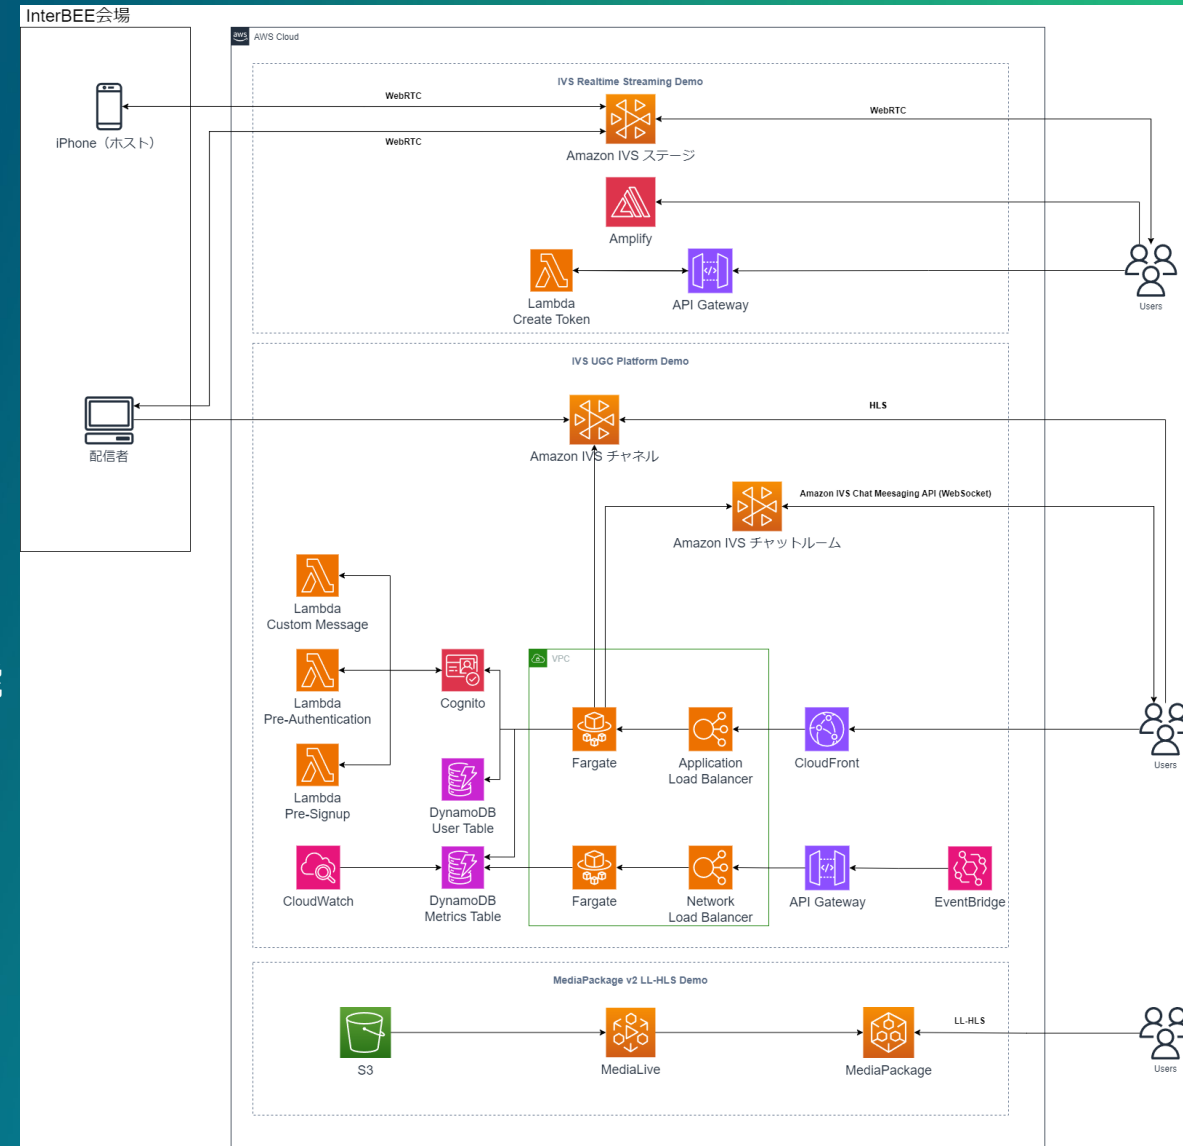 InterBEE会場
aws
AWS Cloud
IVS Realtime Streaming Demo
WebRTC
WebRTC
WebRTC
iPhone（ホスト）
Amazon IVS ステージ
Amplify
Lambda
Create Token
API Gateway
Users
IVS UGC Platform Demo
HLS
配信者
Amazon IVS チャネル
Amazon IVS Chat Meesaging API (WebSocket)
Amazon IVS チャットルーム
Lambda
Custom Message
VPC
Lambda
Pre-Authentication
Cognito
Fargate
Application
Load Balancer
CloudFront
Users
Lambda
Pre-Signup
DynamoDB
User Table
CloudWatch
DynamoDB
Metrics Table
Fargate
Network
Load Balancer
API Gateway
EventBridge
MediaPackage v2 LL-HLS Demo
LL-HLS
S3
MediaLive
MediaPackage
Users